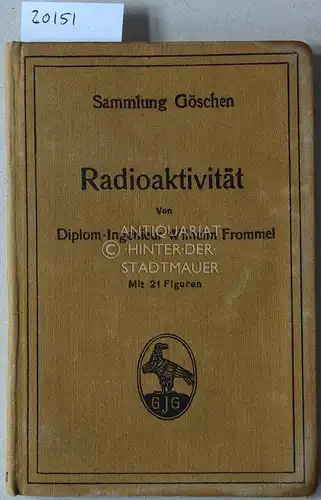 20151
Sammlung Göschen
Radioaktivität
Von
Diplom-Ingenieur Wilhelm Frommel
© ANTIQUARIAT
·HINTER·DER·
STADTMAUER
Mit 21 Figuren
GJG